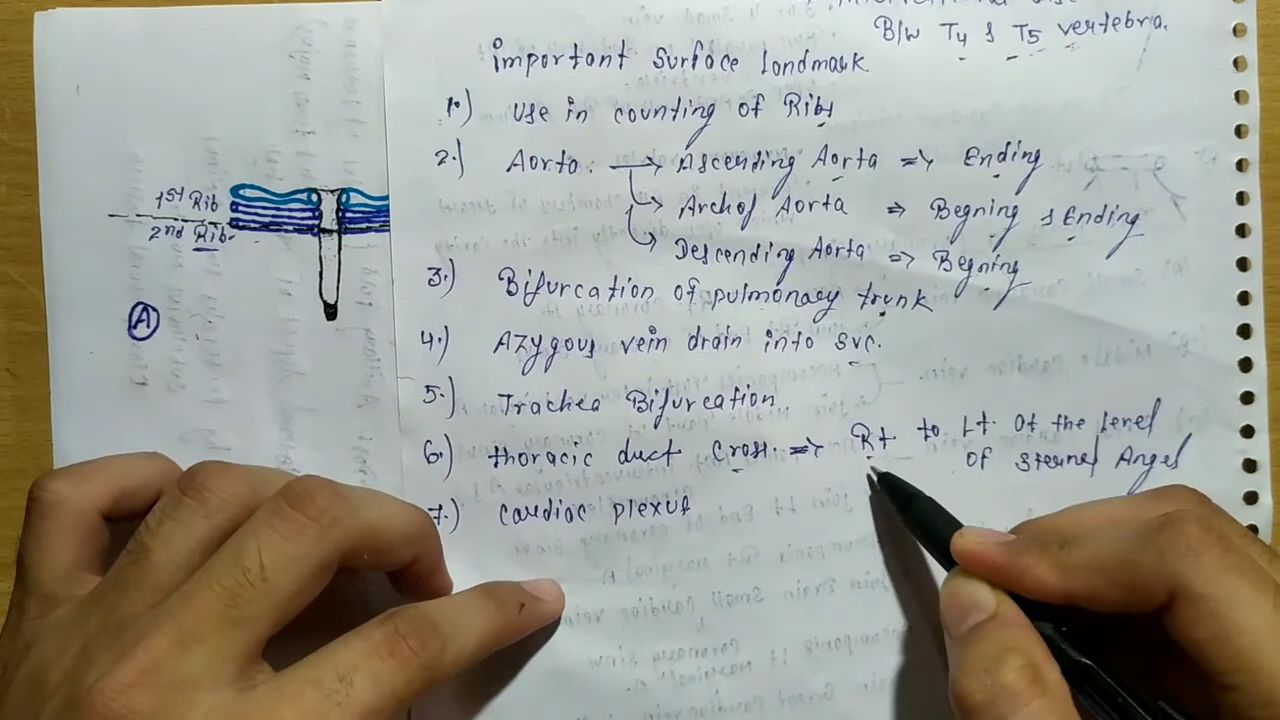 B/w T4 & T5 vertebra.
important Surface landmark.
1.) Use in counting of Ribs
2.) Aorta. → Ascending Aorta => Ending
→ Arch of Aorta => Begning & Ending
→ Descending Aorta => Begning
3.) Bifurcation of pulmonary trunk
4.) Azygous vein drain into svc.
5.) Trachea Bifurcation
6.) thoracic duct Cross. => Rt to Lt. At the level
of sternal Angel
7.) cardiac plexus
1st Rib
2nd Rib.
A